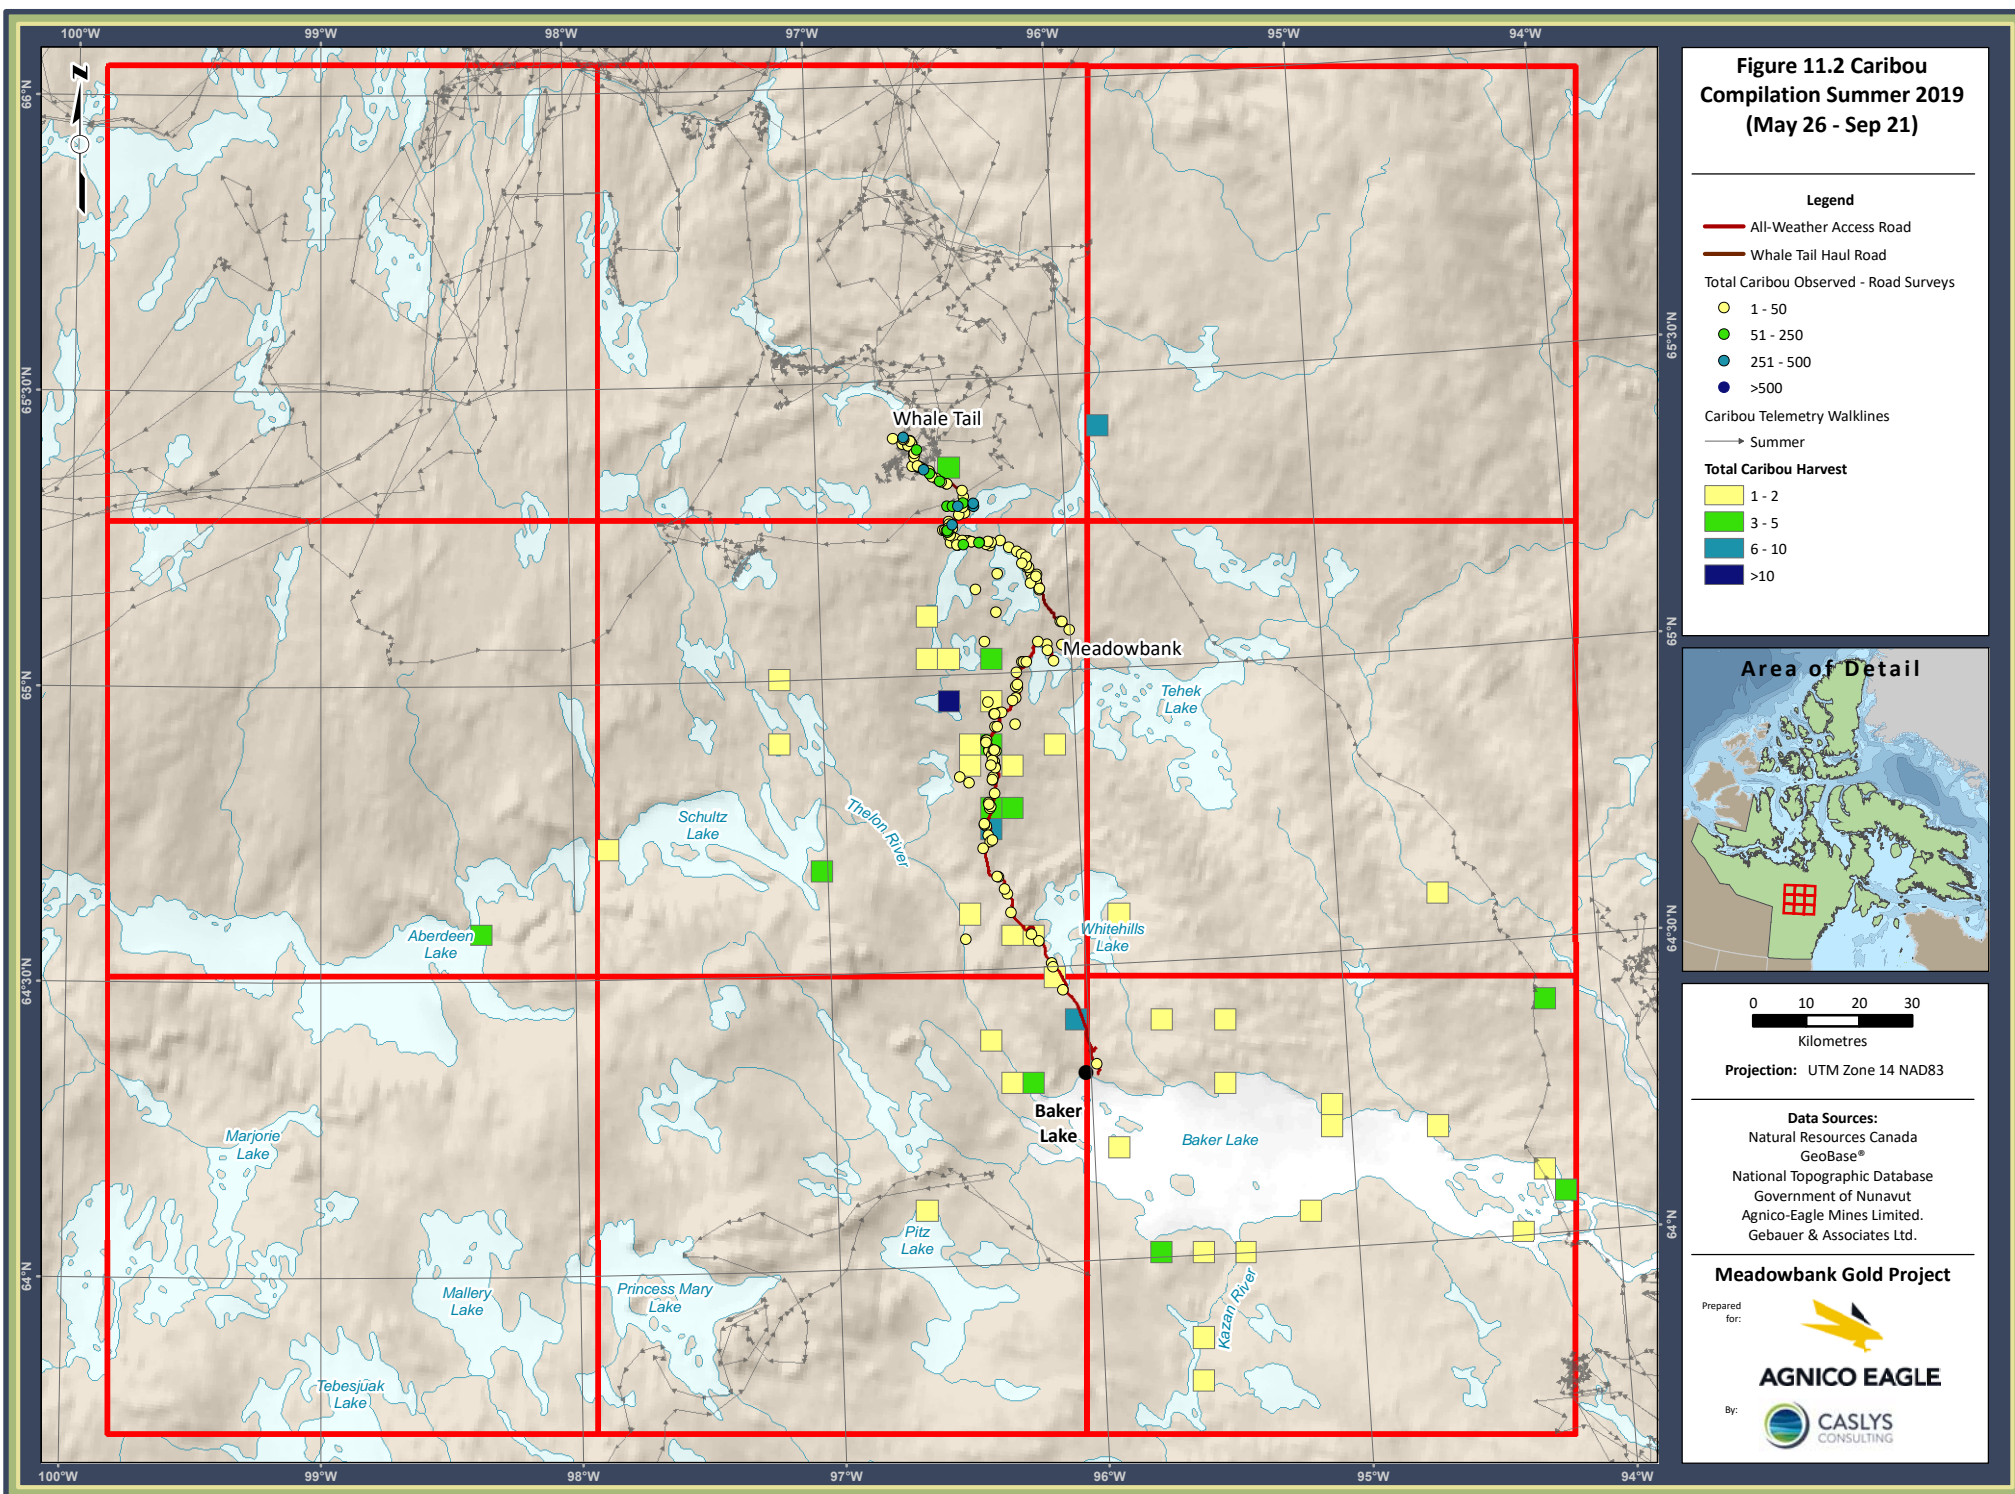 100°W
99°W
98°W
97°W
96°W
95°W
94°W
66°N
65°30'N
65°N
64°30'N
64°N
65°30'N
65°N
64°30'N
64°N
100°W
99°W
98°W
97°W
96°W
95°W
94°W
N
Whale Tail
Meadowbank
Tehek
Lake
Schultz
Lake
Thelon River
Aberdeen
Lake
Whitehills
Lake
Baker
Lake
Baker Lake
Marjorie
Lake
Pitz
Lake
Mallery
Lake
Princess Mary
Lake
Kazan River
Tebesjuak
Lake
Figure 11.2 Caribou
Compilation Summer 2019
(May 26 - Sep 21)
Legend
All-Weather Access Road
Whale Tail Haul Road
Total Caribou Observed - Road Surveys
1 - 50
51 - 250
251 - 500
>500
Caribou Telemetry Walklines
Summer
Total Caribou Harvest
1 - 2
3 - 5
6 - 10
>10
Area of Detail
0 10 20 30
Kilometres
Projection: UTM Zone 14 NAD83
Data Sources:
Natural Resources Canada
GeoBase®
National Topographic Database
Government of Nunavut
Agnico-Eagle Mines Limited.
Gebauer & Associates Ltd.
Meadowbank Gold Project
Prepared
for:
AGNICO EAGLE
By:
CASLYS
CONSULTING